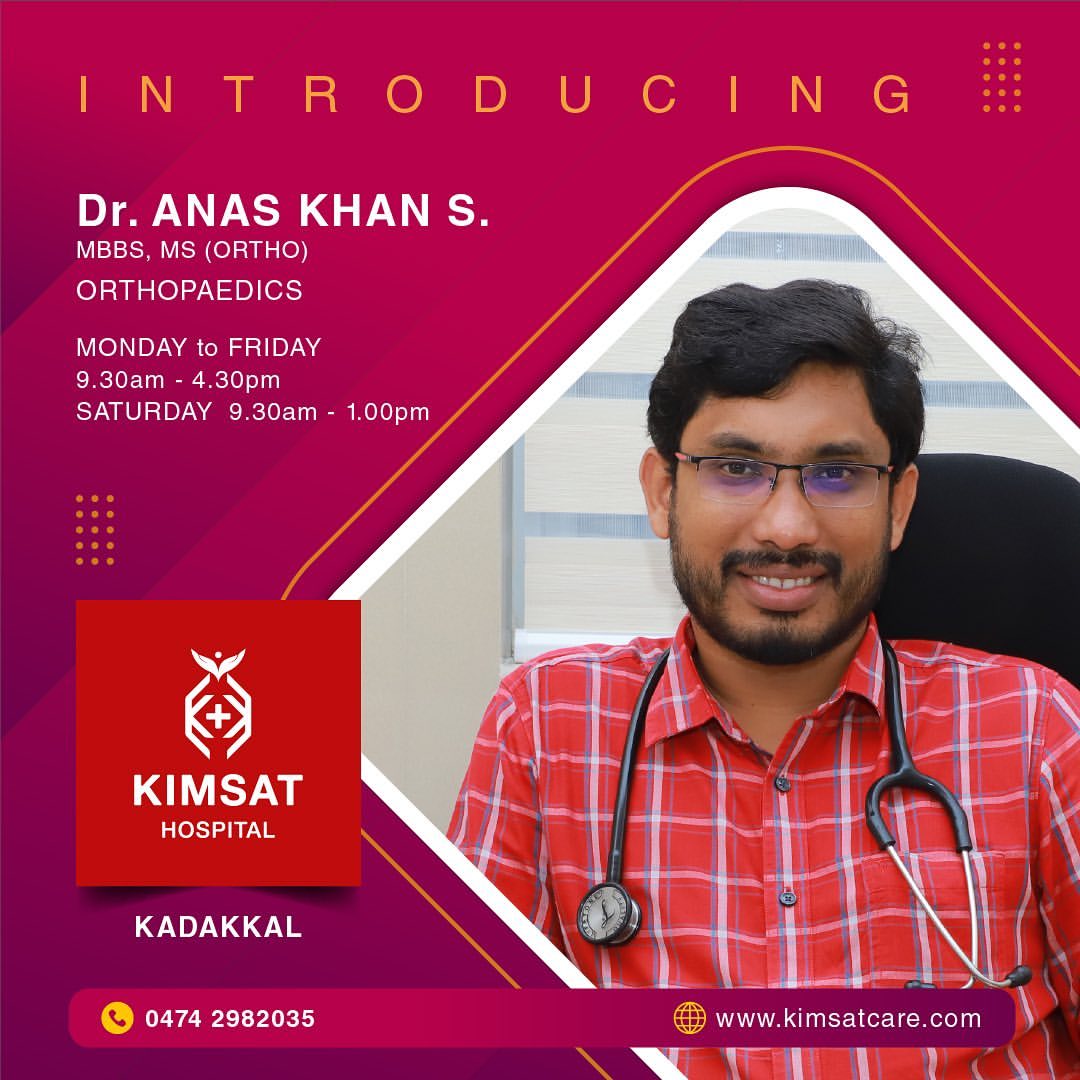 INTRODUCING
Dr. ANAS KHAN S.
MBBS, MS (ORTHO)
ORTHOPAEDICS
MONDAY to FRIDAY
9.30am - 4.30pm
SATURDAY 9.30am - 1.00pm
KIMSAT
HOSPITAL
KADAKKAL
0474 2982035
www.kimsatcare.com